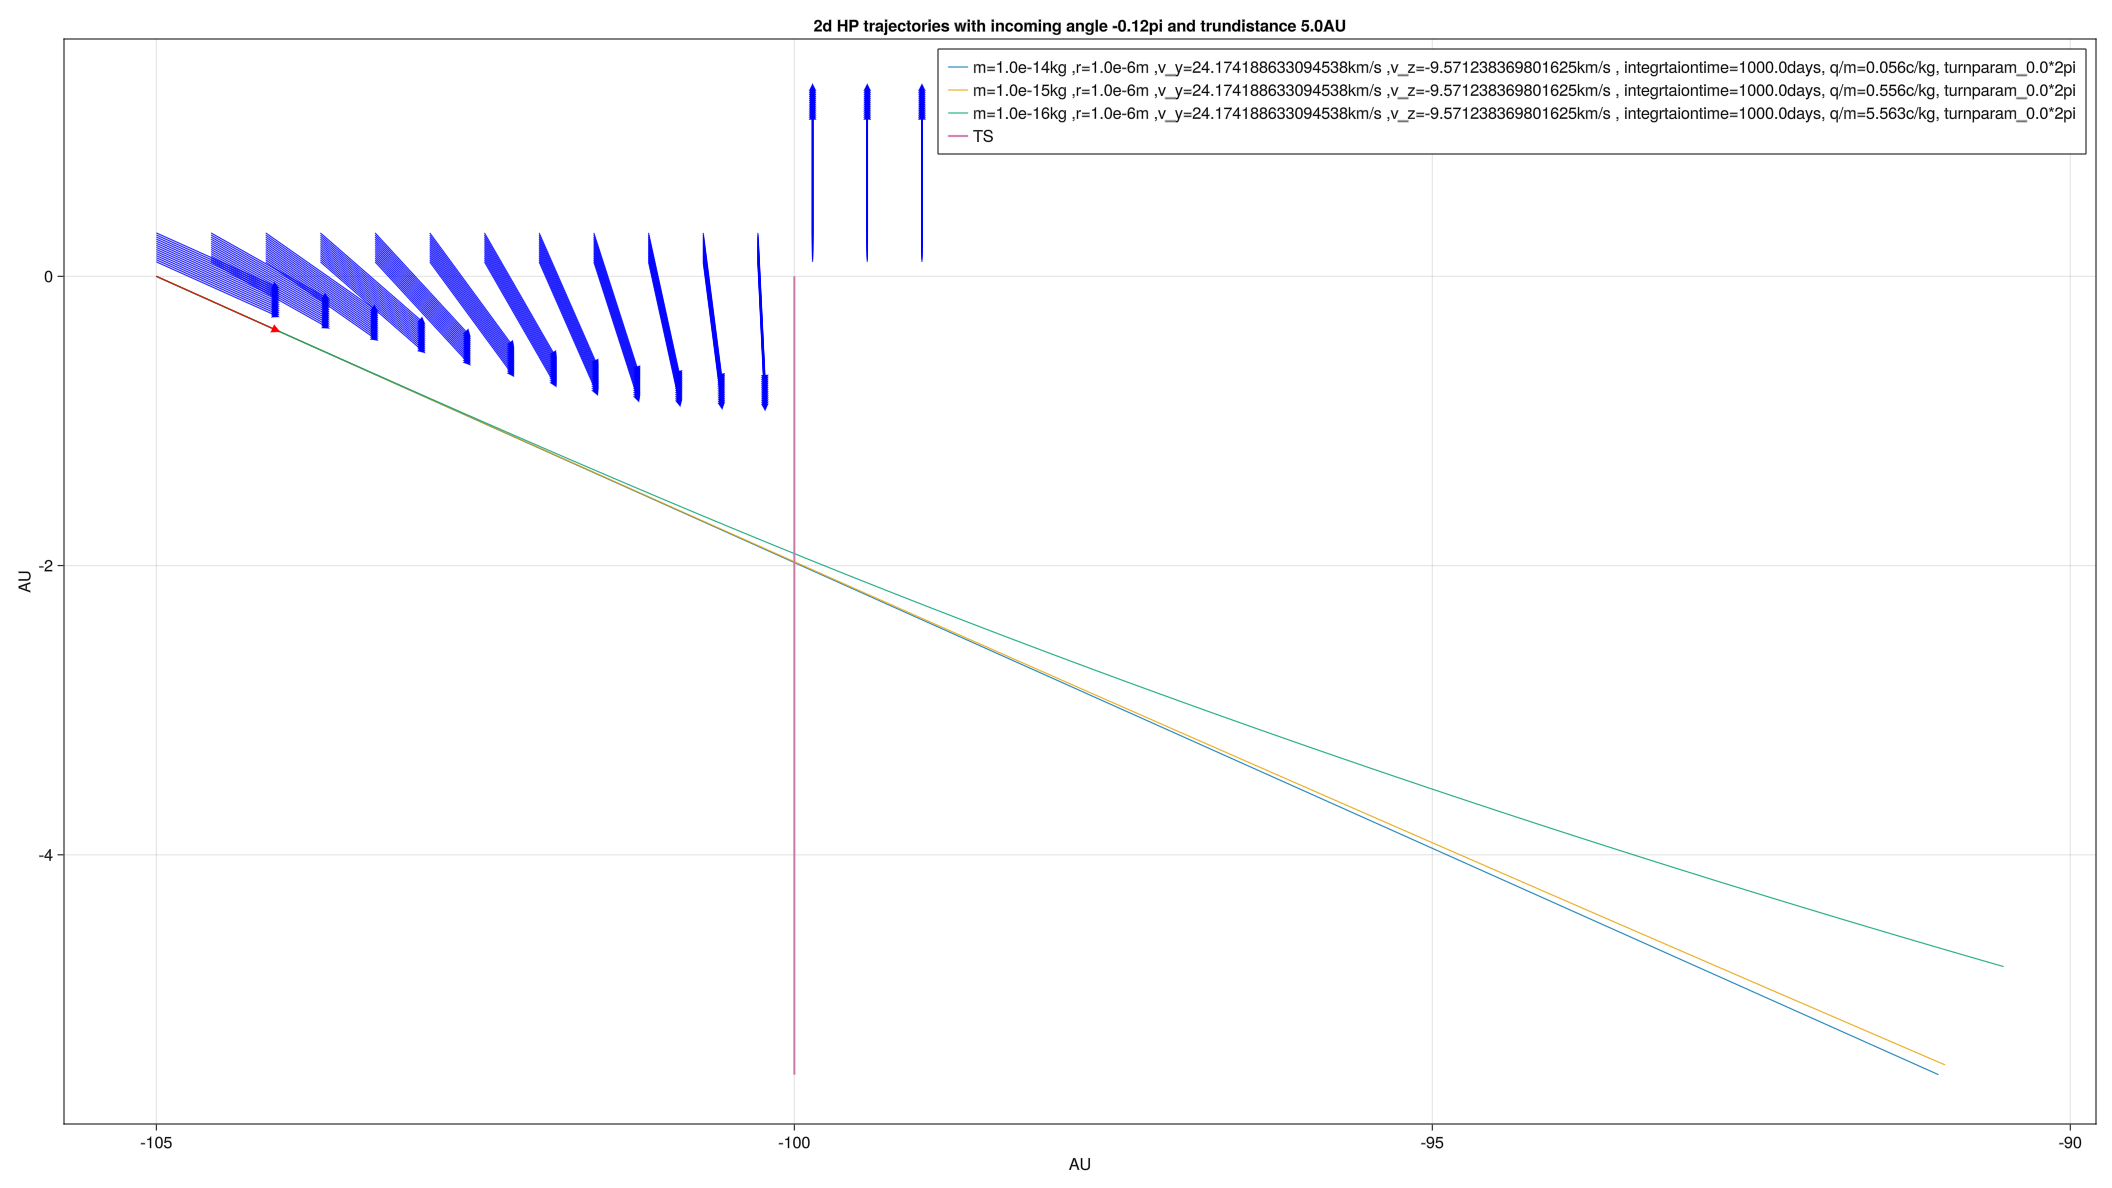 2d HP trajectories with incoming angle -0.12pi and trundistance 5.0AU
m=1.0e-14kg ,r=1.0e-6m ,v_y=24.174188633094538km/s ,v_z=-9.571238369801625km/s , integrtaiontime=1000.0days, q/m=0.056c/kg, turnparam_0.0*2pi
m=1.0e-15kg ,r=1.0e-6m ,v_y=24.174188633094538km/s ,v_z=-9.571238369801625km/s , integrtaiontime=1000.0days, q/m=0.556c/kg, turnparam_0.0*2pi
m=1.0e-16kg ,r=1.0e-6m ,v_y=24.174188633094538km/s ,v_z=-9.571238369801625km/s , integrtaiontime=1000.0days, q/m=5.563c/kg, turnparam_0.0*2pi
TS
0
-2
-4
AU
-105
-100
-95
-90
AU